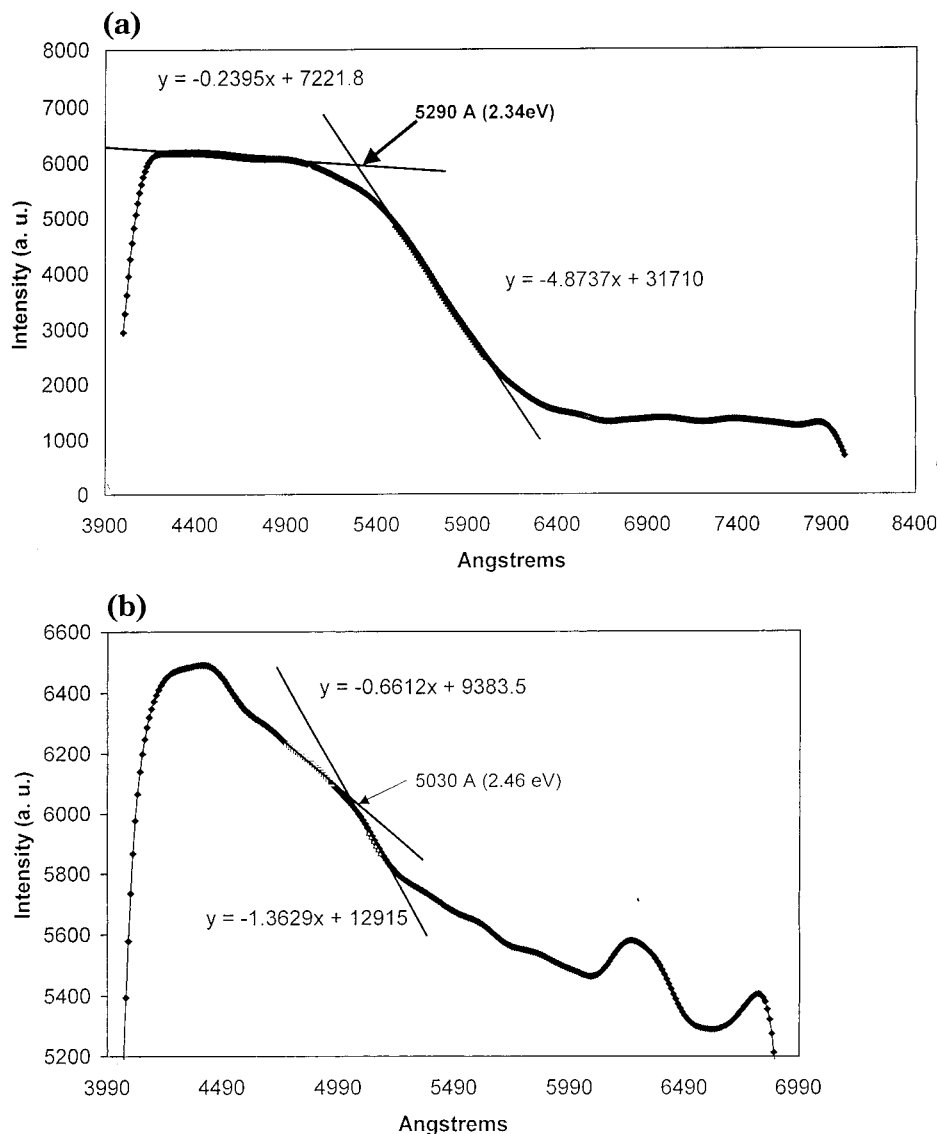 (a)
8000
7000
6000
5000
4000
3000
2000
1000
0
Intensity (a. u.)
y = -0.2395x + 7221.8
5290 A (2.34eV)
y = -4.8737x + 31710
3900 4400 4900 5400 5900 6400 6900 7400 7900 8400
Angstrems
(b)
6600
6400
6200
6000
5800
5600
5400
5200
Intensity (a. u.)
y = -0.6612x + 9383.5
5030 A (2.46 eV)
y = -1.3629x + 12915
3990 4490 4990 5490 5990 6490 6990
Angstrems